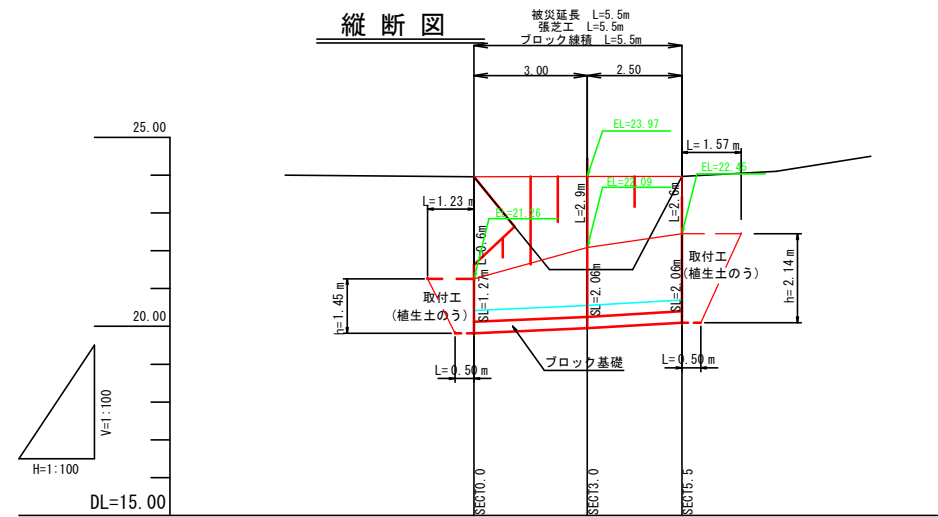 縦断図
被災延長 L=5.5m
張芝工 L=5.5m
ブロック練積 L=5.5m
3.00
2.50
25.00
EL=23.97
L=1.57 m
EL=22.45
EL=22.09
L=1.23 m
EL=21.26
L=0.6m
L=2.9m
L=2.6m
取付工
(植生土のう)
h=2.14 m
h=1.45 m
取付工
(植生土のう)
SL=1.27m
SL=2.06m
SL=2.06m
20.00
ブロック基礎
L=0.50 m
L=0.50 m
V=1:100
H=1:100
DL=15.00
SECT0.0
SECT3.0
SECT5.5